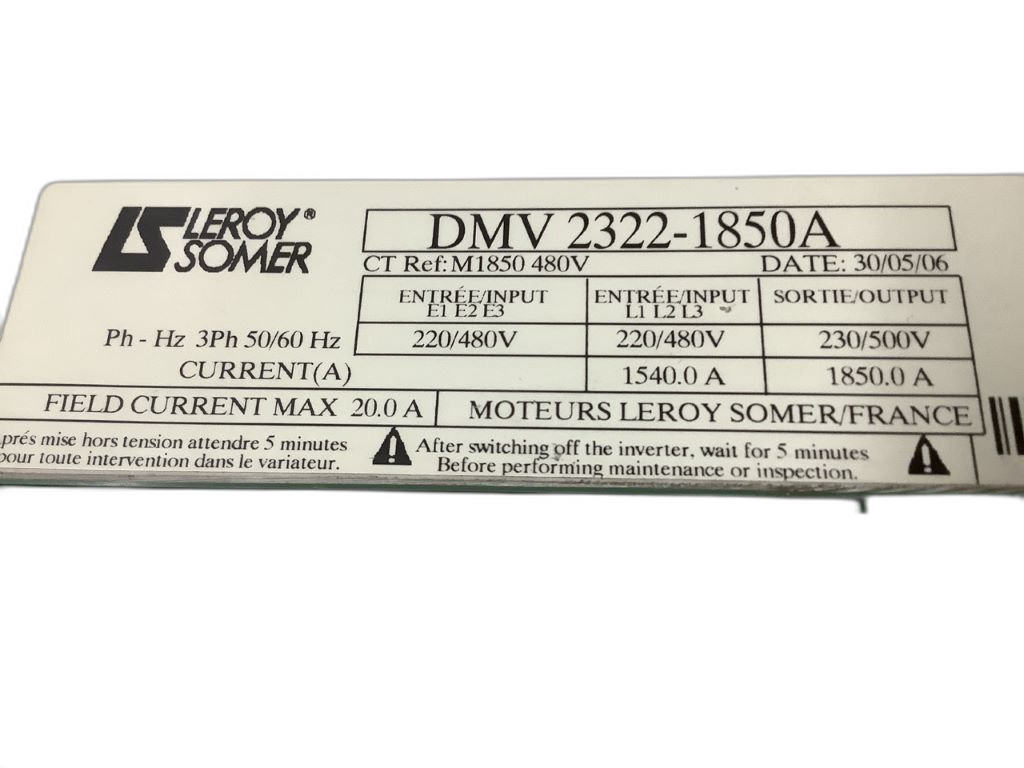 LEROY®
SOMER
DMV 2322-1850A
CT Ref: M1850 480V DATE: 30/05/06
ENTRÉE/INPUT ENTRÉE/INPUT SORTIE/OUTPUT
E1 E2 E3 L1 L2 L3
Ph - Hz 3Ph 50/60 Hz 220/480V 220/480V 230/500V
CURRENT(A) 1540.0 A 1850.0 A
FIELD CURRENT MAX 20.0 A MOTEURS LEROY SOMER/FRANCE
prés mise hors tension attendre 5 minutes
pour toute intervention dans le variateur.
After switching off the inverter, wait for 5 minutes
Before performing maintenance or inspection.